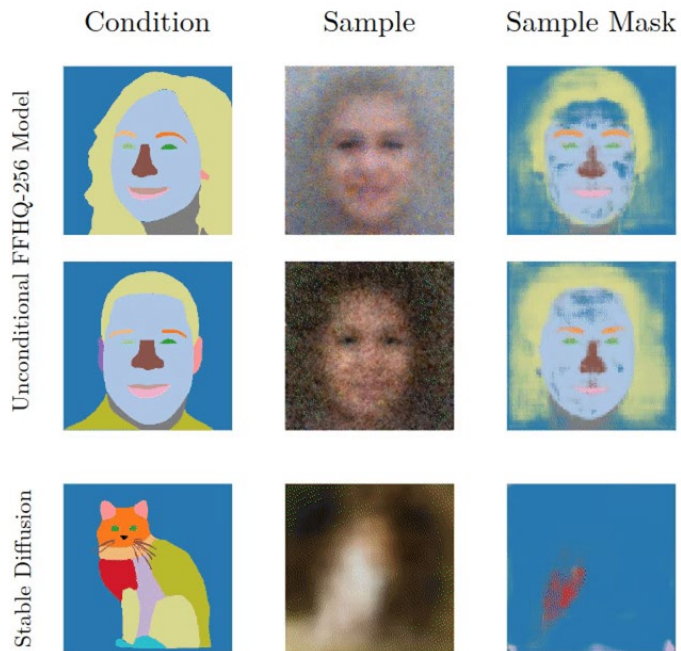 Condition Sample Sample Mask
Unconditional FFHQ-256 Model
Stable Diffusion